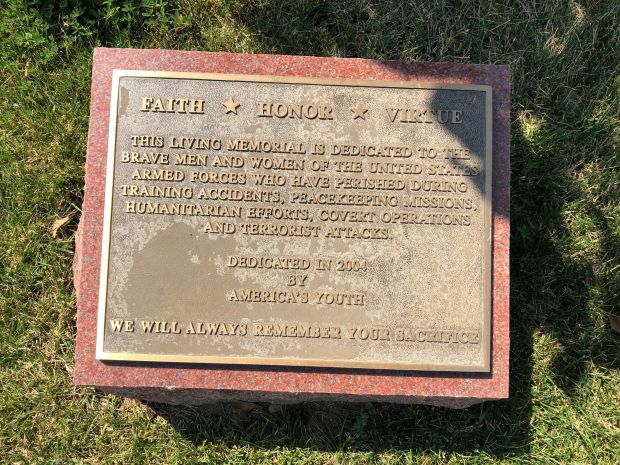 FAITH ★ HONOR ★ VIRTUE
THIS LIVING MEMORIAL IS DEDICATED TO THE
BRAVE MEN AND WOMEN OF THE UNITED STATES
ARMED FORCES WHO HAVE PERISHED DURING
TRAINING ACCIDENTS, PEACEKEEPING MISSIONS,
HUMANITARIAN EFFORTS, COVERT OPERATIONS
AND TERRORIST ATTACKS.
DEDICATED IN 2004
BY
AMERICA'S YOUTH
WE WILL ALWAYS REMEMBER YOUR SACRIFICE